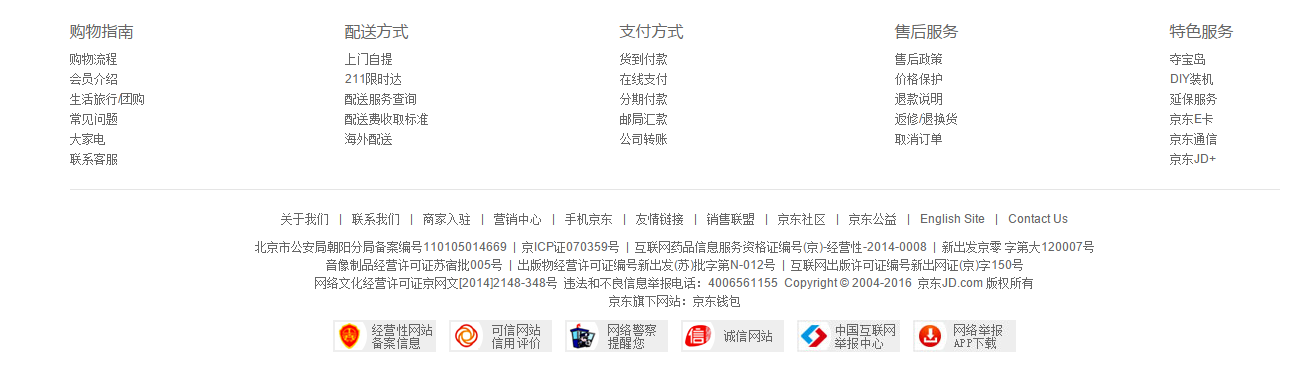 购物指南
购物流程
会员介绍
生活旅行/团购
常见问题
大家电
联系客服
配送方式
上门自提
211限时达
配送服务查询
配送费收取标准
海外配送
支付方式
货到付款
在线支付
分期付款
邮局汇款
公司转账
售后服务
售后政策
价格保护
退款说明
返修/退换货
取消订单
特色服务
夺宝岛
DIY装机
延保服务
京东E卡
京东通信
京东JD+
关于我们 | 联系我们 | 商家入驻 | 营销中心 | 手机京东 | 友情链接 | 销售联盟 | 京东社区 | 京东公益 | English Site | Contact Us
北京市公安局朝阳分局备案编号110105014669 | 京ICP证070359号 | 互联网药品信息服务资格证编号(京)-经营性-2014-0008 | 新出发京零 字第大120007号
音像制品经营许可证苏宿批005号 | 出版物经营许可证编号新出发(苏)批字第N-012号 | 互联网出版许可证编号新出网证(京)字150号
网络文化经营许可证京网文[2014]2148-348号 违法和不良信息举报电话：4006561155 Copyright © 2004-2016 京东JD.com 版权所有
京东旗下网站：京东钱包
经营性网站
备案信息
可信网站
信用评价
网络警察
提醒您
诚信网站
中国互联网
举报中心
网络举报
APP下载